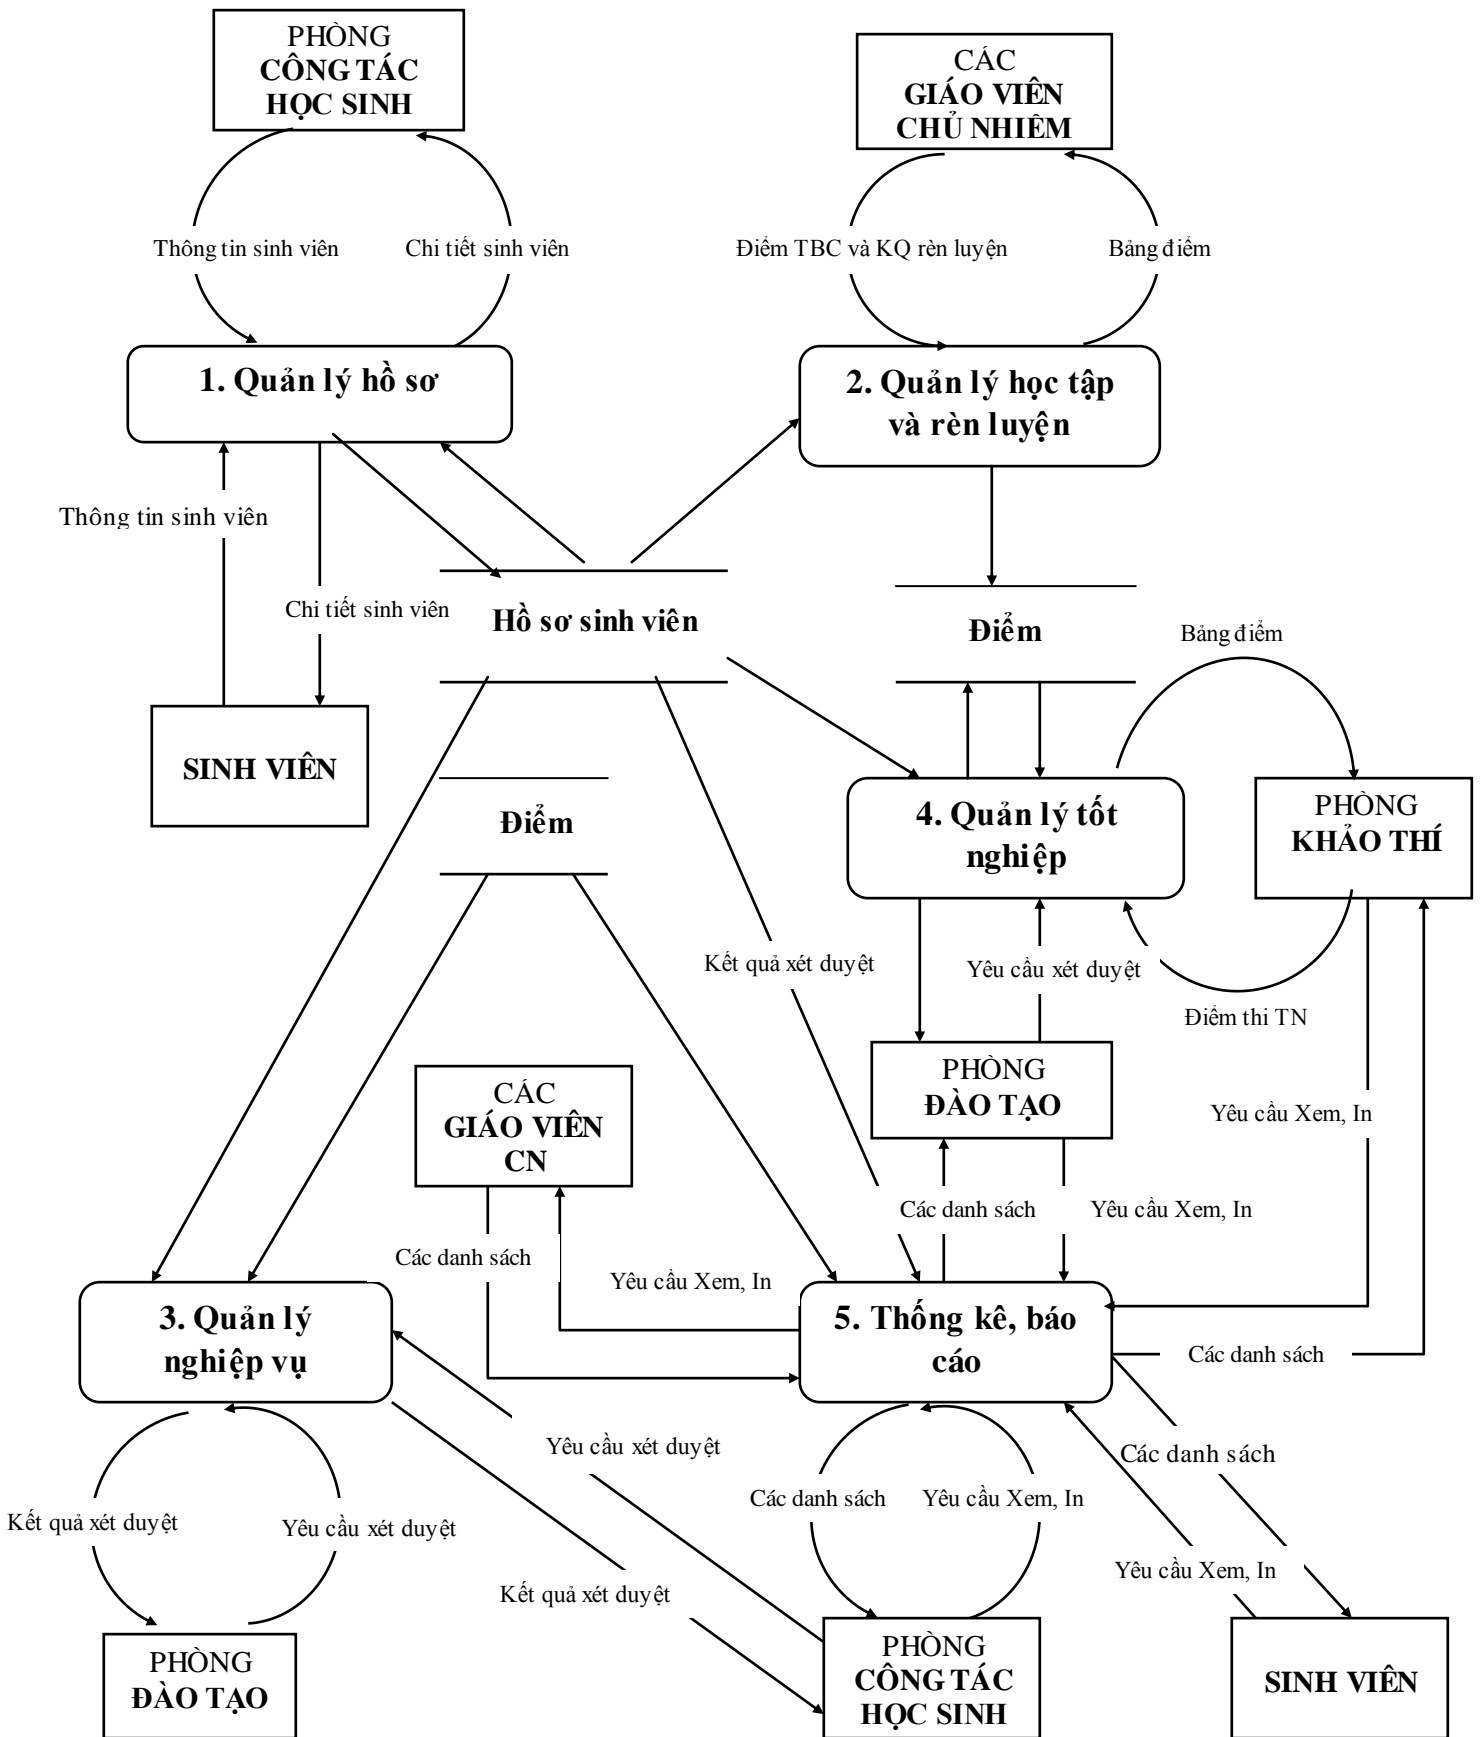 PHÒNG
CÔNG TÁC
HỌC SINH
CÁC
GIÁO VIÊN
CHỦ NHIỆM
Thông tin sinh viên
Chi tiết sinh viên
Điểm TBC và KQ rèn luyện
Bảng điểm
1. Quản lý hồ sơ
2. Quản lý học tập
và rèn luyện
Thông tin sinh viên
Chi tiết sinh viên
Hồ sơ sinh viên
Điểm
Bảng điểm
SINH VIÊN
Điểm
4. Quản lý tốt
nghiệp
PHÒNG
KHẢO THÍ
Kết quả xét duyệt
Yêu cầu xét duyệt
Điểm thi TN
PHÒNG
ĐÀO TẠO
CÁC
GIÁO VIÊN
CN
Yêu cầu Xem, In
Các danh sách
Yêu cầu Xem, In
Các danh sách
Yêu cầu Xem, In
3. Quản lý
nghiệp vụ
5. Thống kê, báo
cáo
Các danh sách
Yêu cầu xét duyệt
Các danh sách
Các danh sách
Yêu cầu Xem, In
Kết quả xét duyệt
Yêu cầu xét duyệt
Yêu cầu Xem, In
Kết quả xét duyệt
PHÒNG
ĐÀO TẠO
PHÒNG
CÔNG TÁC
HỌC SINH
SINH VIÊN